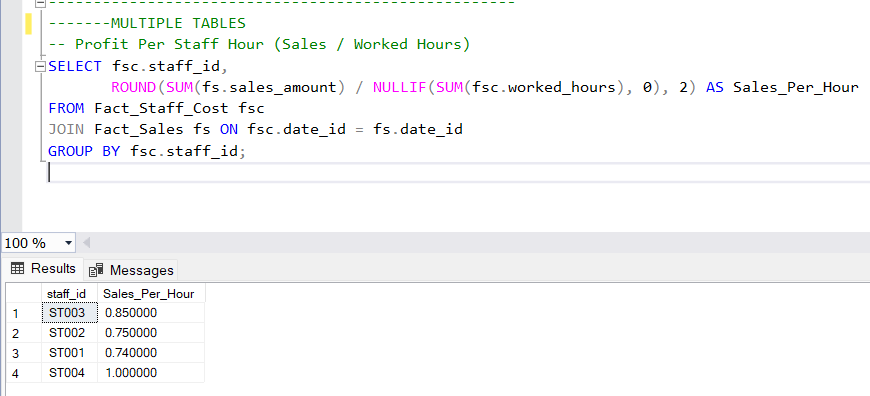 -------MULTIPLE TABLES
-- Profit Per Staff Hour (Sales / Worked Hours)
SELECT fsc.staff_id,
ROUND(SUM(fs.sales_amount) / NULLIF(SUM(fsc.worked_hours), 0), 2) AS Sales_Per_Hour
FROM Fact_Staff_Cost fsc
JOIN Fact_Sales fs ON fsc.date_id = fs.date_id
GROUP BY fsc.staff_id;
100 %
Results Messages
staff_id Sales_Per_Hour
1 ST003 0.850000
2 ST002 0.750000
3 ST001 0.740000
4 ST004 1.000000